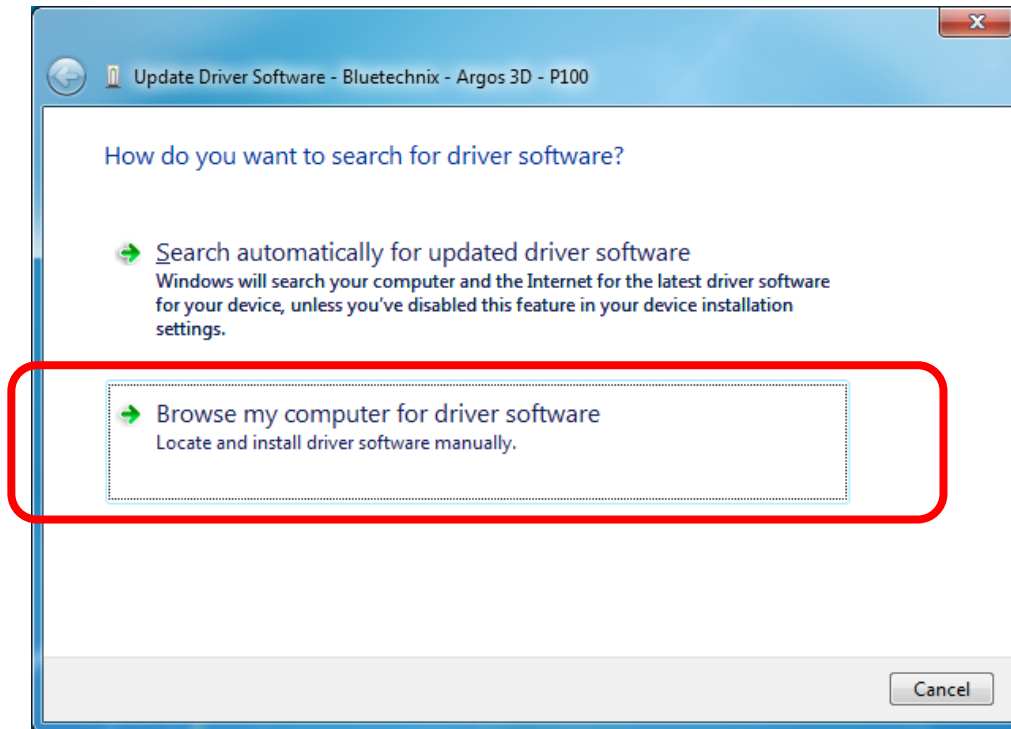 Update Driver Software - Bluetechnix - Argos 3D - P100
How do you want to search for driver software?
Search automatically for updated driver software
Windows will search your computer and the Internet for the latest driver software
for your device, unless you've disabled this feature in your device installation
settings.
Browse my computer for driver software
Locate and install driver software manually.
Cancel